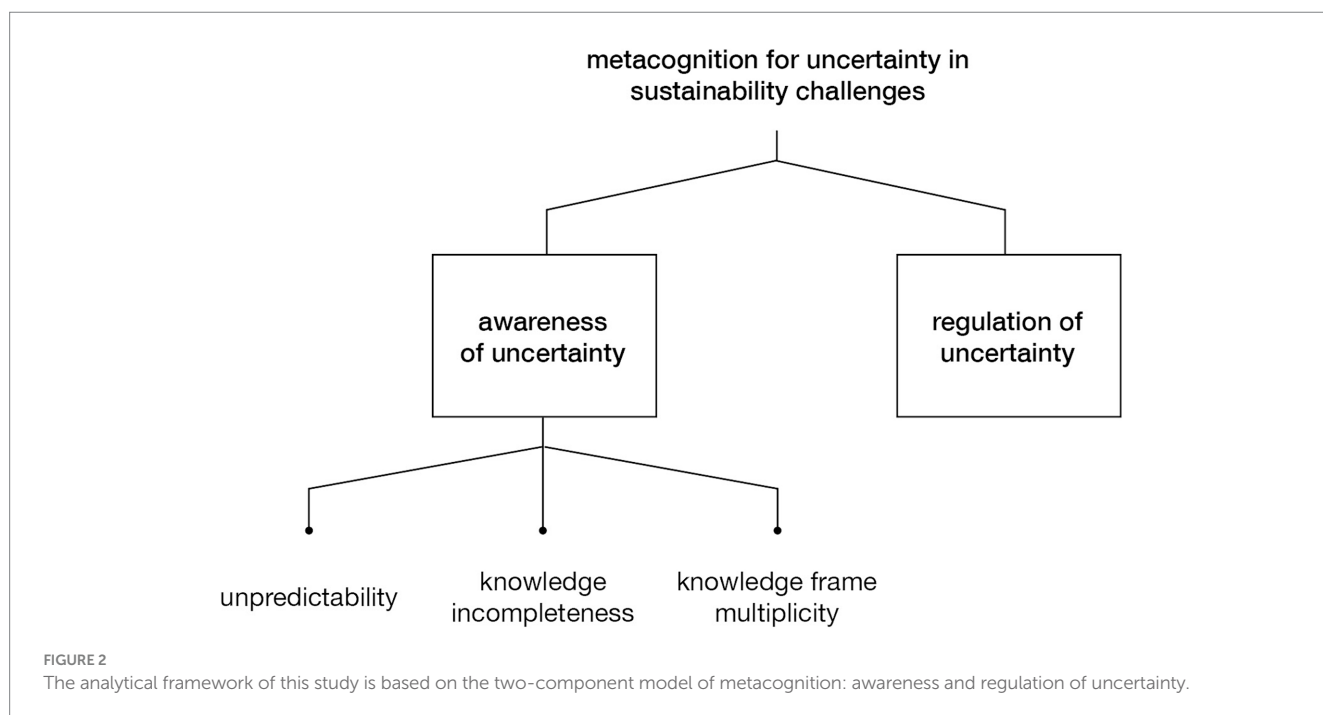 metacognition for uncertainty in
sustainability challenges
awareness
of uncertainty
regulation of
uncertainty
unpredictability
knowledge
incompleteness
knowledge frame
multiplicity
FIGURE 2
The analytical framework of this study is based on the two-component model of metacognition: awareness and regulation of uncertainty.